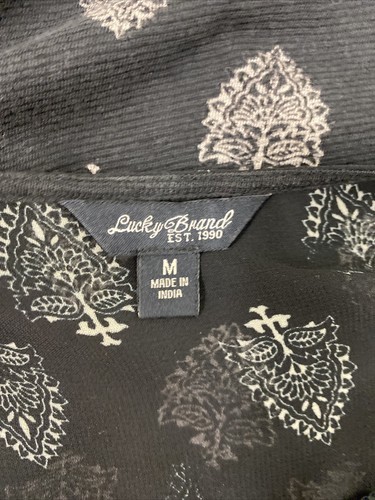 Lucky Brand
EST. 1990
M
MADE IN
INDIA